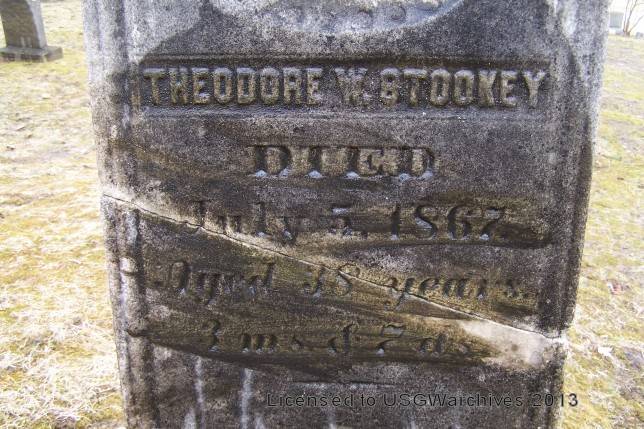 THEODORE W. STOOKEY
DIED
July 5, 1867
Aged 38 years.
3 ms. & 7 ds.
Licensed to USGWarchives 2013